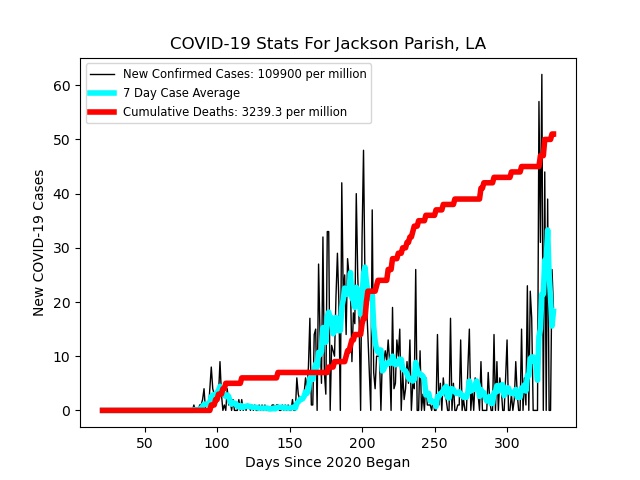 COVID-19 Stats For Jackson Parish, LA
New Confirmed Cases: 109900 per million
7 Day Case Average
Cumulative Deaths: 3239.3 per million
New COVID-19 Cases
60
50
40
30
20
10
0
50
100
150
200
250
300
Days Since 2020 Began